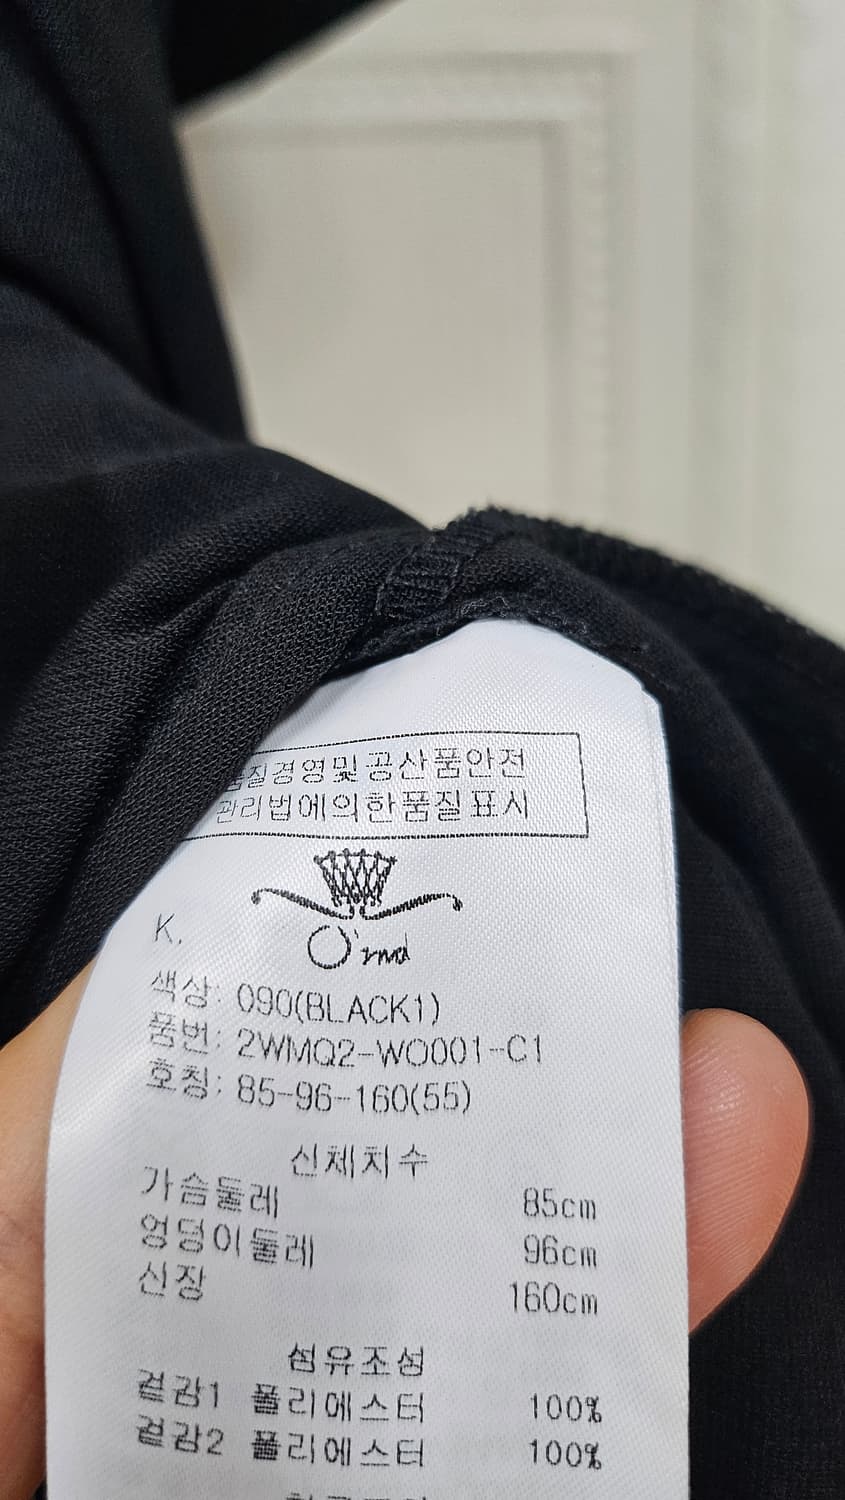 품질경영및공산품안전
관리법에의한품질표시
K.
O'rnd
색상: 090(BLACK1)
품번: 2WMQ2-WO001-C1
호칭: 85-96-160(55)
신체치수
가슴둘레 85cm
엉덩이둘레 96cm
신장 160cm
섬유조성
겉감1 폴리에스터 100%
겉감2 폴리에스터 100%